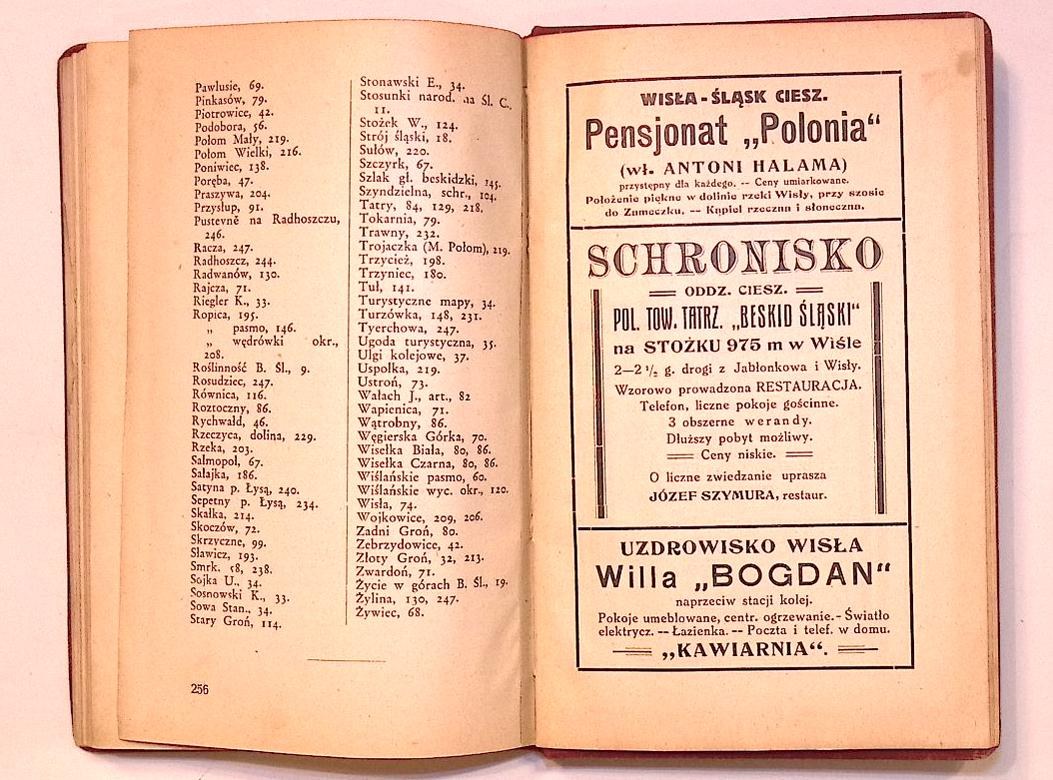 Pawlusie, 69.
Pinkasów, 79.
Piotrowice, 42.
Podobora, 56.
Połom Mały, 219.
Połom Wielki, 216.
Poniwiec, 138.
Poręba, 47.
Praszywa, 204.
Przysłup, 91.
Pustevně na Radhoszczu,
246.
Racza, 247.
Radhoszcz, 244.
Radwanów, 130.
Rajcza, 71.
Riegler K., 33.
Ropica, 195.
„ pasmo, 146.
„ wędrówki okr.,
208.
Roślinność B. Śl., 9.
Rosudziec, 247.
Równica, 116.
Roztoczny, 86.
Rychwałd, 46.
Rzeczyca, dolina, 229.
Rzeka, 203.
Salmopol, 67.
Sałajka, 186.
Satyna p. Łysą, 240.
Sepetny p. Łysą, 234.
Skałka, 214.
Skoczów, 72.
Skrzyczne, 99.
Sławicz, 193.
Smrk. 58, 238.
Sojka U., 34.
Sosnowski K., 33.
Sowa Stan., 34.
Stary Groń, 114.
256
Stonawski E., 34.
Stosunki narod. na Śl. C.
11.
Stożek W., 124.
Strój śląski, 18.
Sułów, 220.
Szczyrk, 67.
Szlak gł. beskidzki, 145.
Szyndzielna, schr., 104.
Tatry, 84, 129, 218.
Tokarnia, 79.
Trawny, 232.
Trojaczka (M. Połom), 219.
Trzycież, 198.
Trzyniec, 180.
Tuł, 141.
Turystyczne mapy, 34.
Turzówka, 148, 231.
Tyerchowa, 247.
Ugoda turystyczna, 35.
Ulgi kolejowe, 37.
Uspolka, 219.
Ustroń, 73.
Wałach J., art., 82
Wapienica, 71.
Wątrobny, 86.
Węgierska Górka, 70.
Wisełka Biała, 80, 86.
Wisełka Czarna, 80, 86.
Wiślańskie pasmo, 60.
Wiślańskie wyc. okr., 120.
Wisła, 74.
Wojkowice, 209, 206.
Zadni Groń, 80.
Zebrzydowice, 42.
Złoty Groń, 32, 213.
Zwardoń, 71.
Życie w górach B. Śl., 19.
Żylina, 130, 247.
Żywiec, 68.
WISŁA-ŚLĄSK CIESZ.
Pensjonat „Polonia“
(wł. ANTONI HALAMA)
przystępny dla każdego. -- Ceny umiarkowane.
Położenie piękne w dolinie rzeki Wisły, przy szosie
do Zameczku. -- Kąpiel rzeczna i słoneczna.
SCHRONISKO
ODDZ. CIESZ.
POL. TOW. TATRZ. „BESKID ŚLĄSKI“
na STOŻKU 975 m w Wiśle
2—2 1/2 g. drogi z Jabłonkowa i Wisły.
Wzorowo prowadzona RESTAURACJA.
Telefon, liczne pokoje gościnne.
3 obszerne werandy.
Dłuższy pobyt możliwy.
Ceny niskie.
O liczne zwiedzanie uprasza
JÓZEF SZYMURA, restaur.
UZDROWISKO WISŁA
Willa „BOGDAN“
naprzeciw stacji kolej.
Pokoje umeblowane, centr. ogrzewanie.- Światło
elektrycz. -- Łazienka. -- Poczta i telef. w domu.
„KAWIARNIA“.